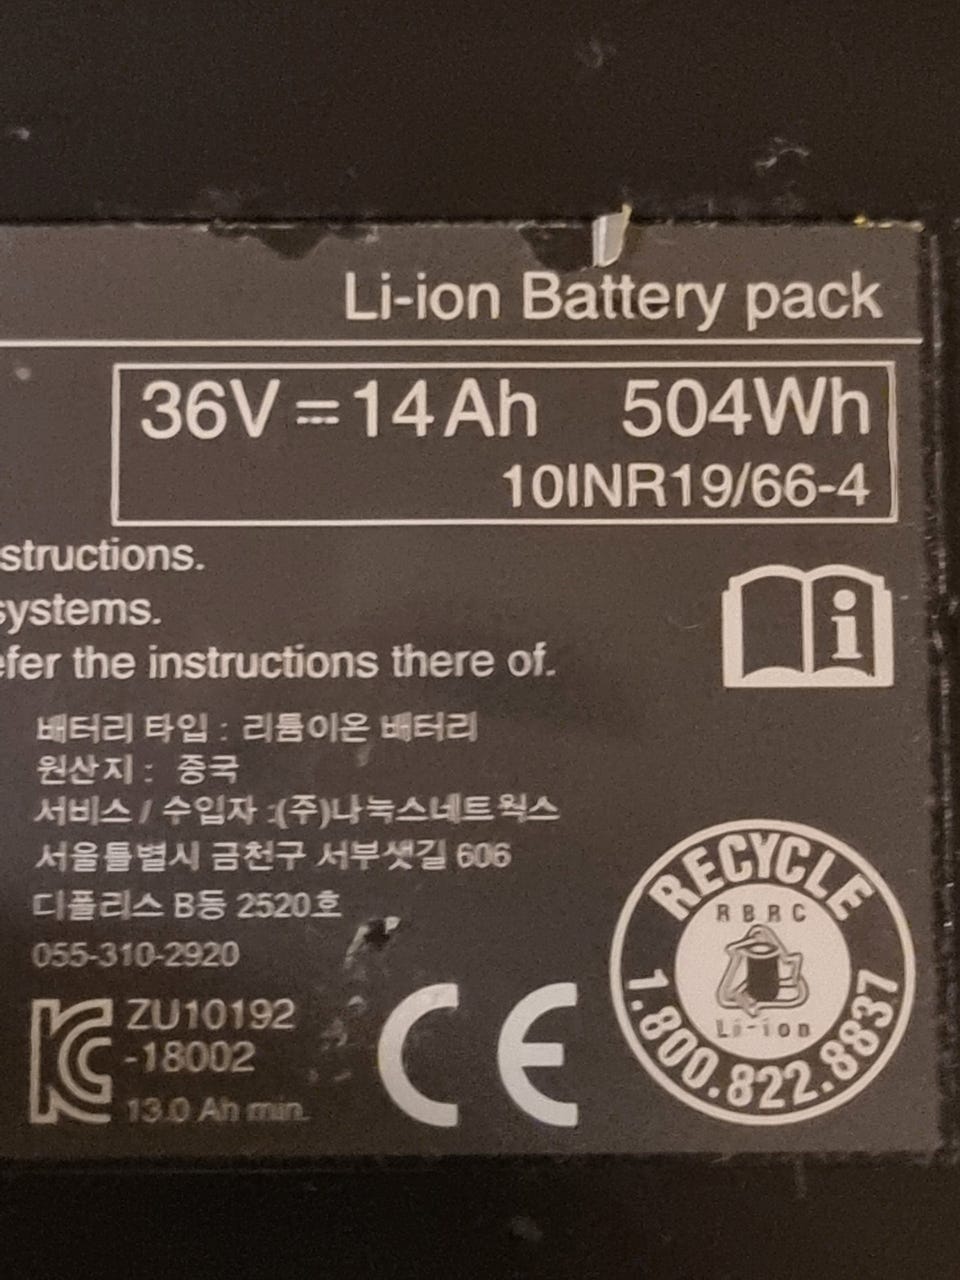 Li-ion Battery pack
36V⎓14Ah 504Wh
10INR19/66-4
structions.
systems.
efer the instructions there of.
배터리 타입 : 리튬이온 배터리
원산지 : 중국
서비스 / 수입자 :(주)나눅스네트웍스
서울특별시 금천구 서부샛길 606
디폴리스 B동 2520호
055-310-2920
ZU10192
-18002
13.0 Ah min.
CE
RECYCLE
RBRC
Li-ion
1.800.822.8837